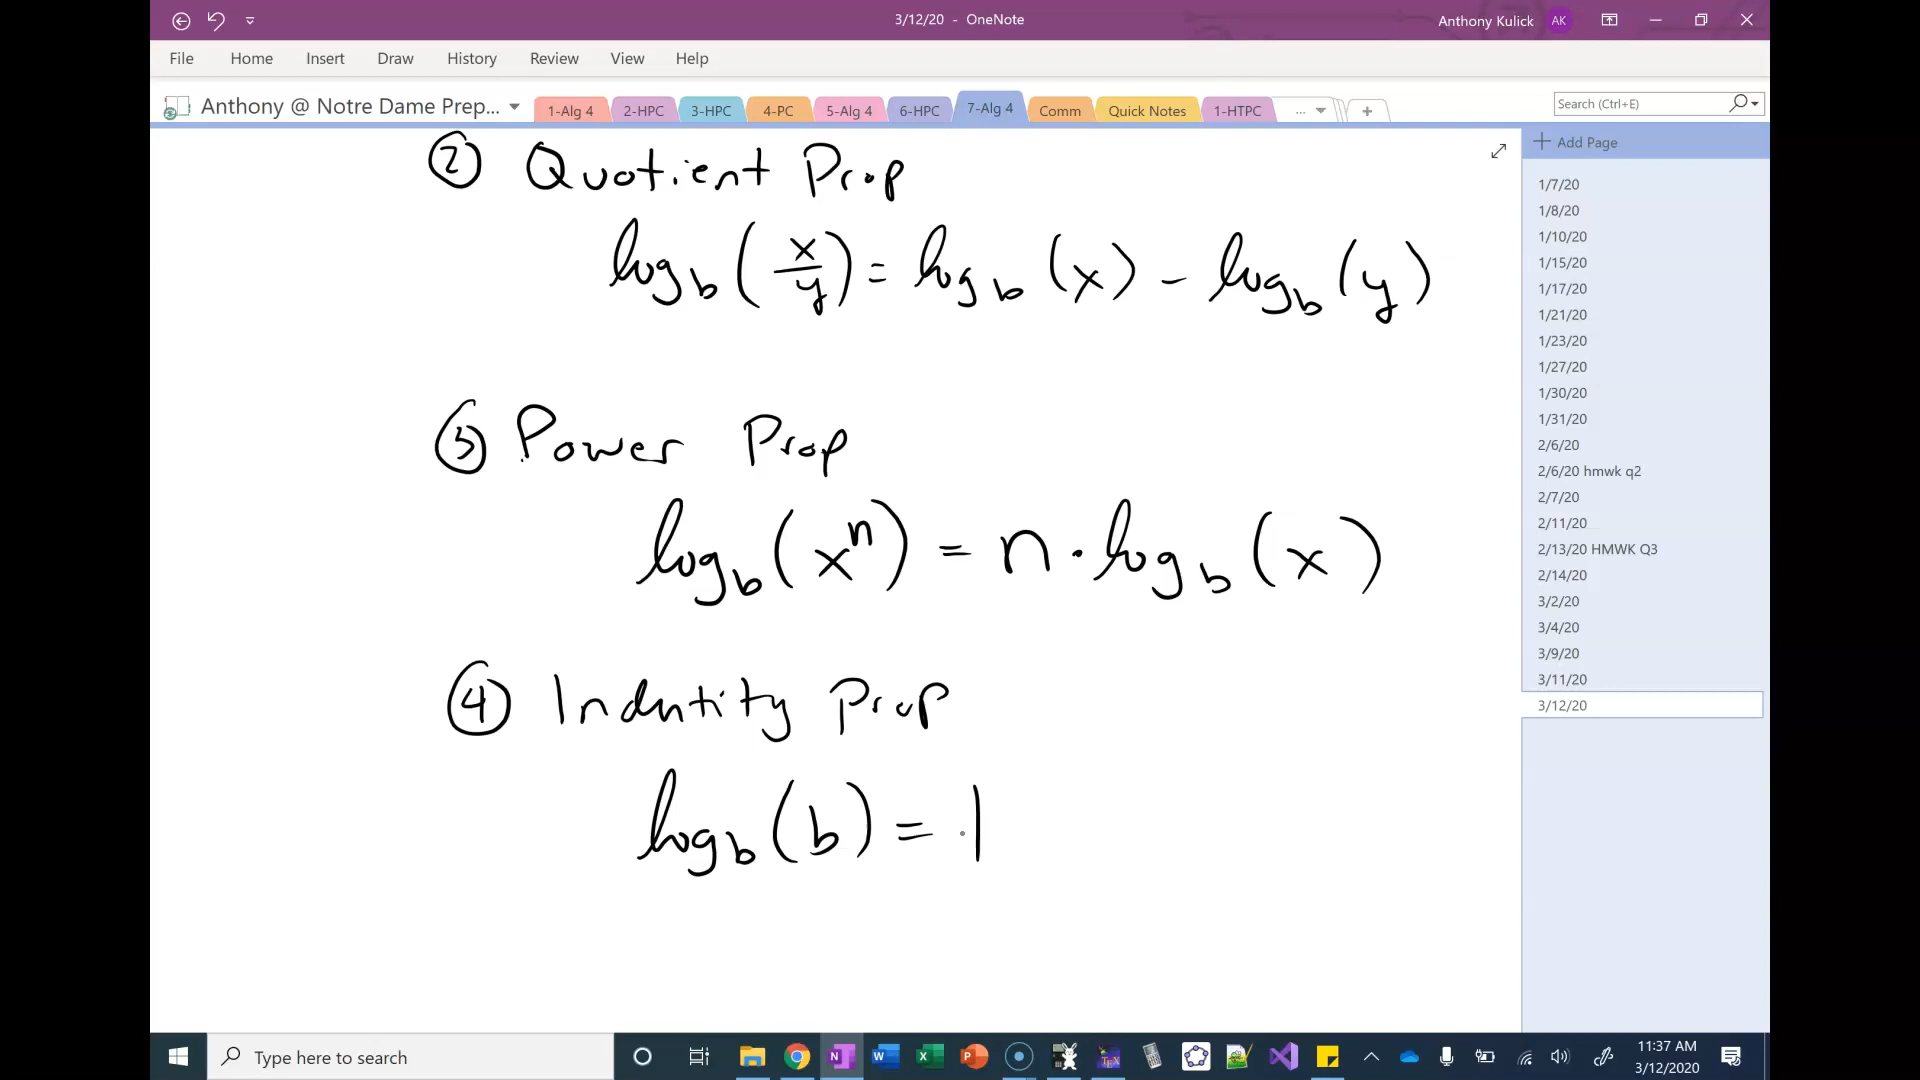 3/12/20 - OneNote
Anthony Kulick AK
File Home Insert Draw History Review View Help
Anthony @ Notre Dame Prep... 1-Alg 4 2-HPC 3-HPC 4-PC 5-Alg 4 6-HPC 7-Alg 4 Comm Quick Notes 1-HTPC ... +
Search (Ctrl+E)
Add Page
1/7/20
1/8/20
1/10/20
1/15/20
1/17/20
1/21/20
1/23/20
1/27/20
1/30/20
1/31/20
2/6/20
2/6/20 hmwk q2
2/7/20
2/11/20
2/13/20 HMWK Q3
2/14/20
3/2/20
3/4/20
3/9/20
3/11/20
3/12/20
② Quotient Prop
log_b (x/y) = log_b (x) - log_b (y)
③ Power Prop
log_b (xⁿ) = n · log_b (x)
④ Indntity Prop
log_b (b) = 1
Type here to search
11:37 AM
3/12/2020